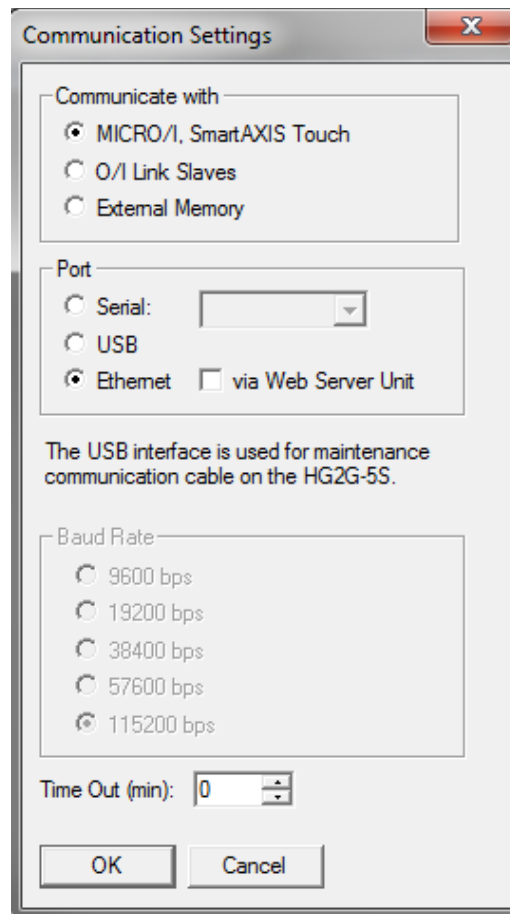 Communication Settings
Communicate with
MICRO/I, SmartAXIS Touch
O/I Link Slaves
External Memory
Port
Serial:
USB
Ethernet via Web Server Unit
The USB interface is used for maintenance
communication cable on the HG2G-5S.
Baud Rate
9600 bps
19200 bps
38400 bps
57600 bps
115200 bps
Time Out (min): 0
OK Cancel